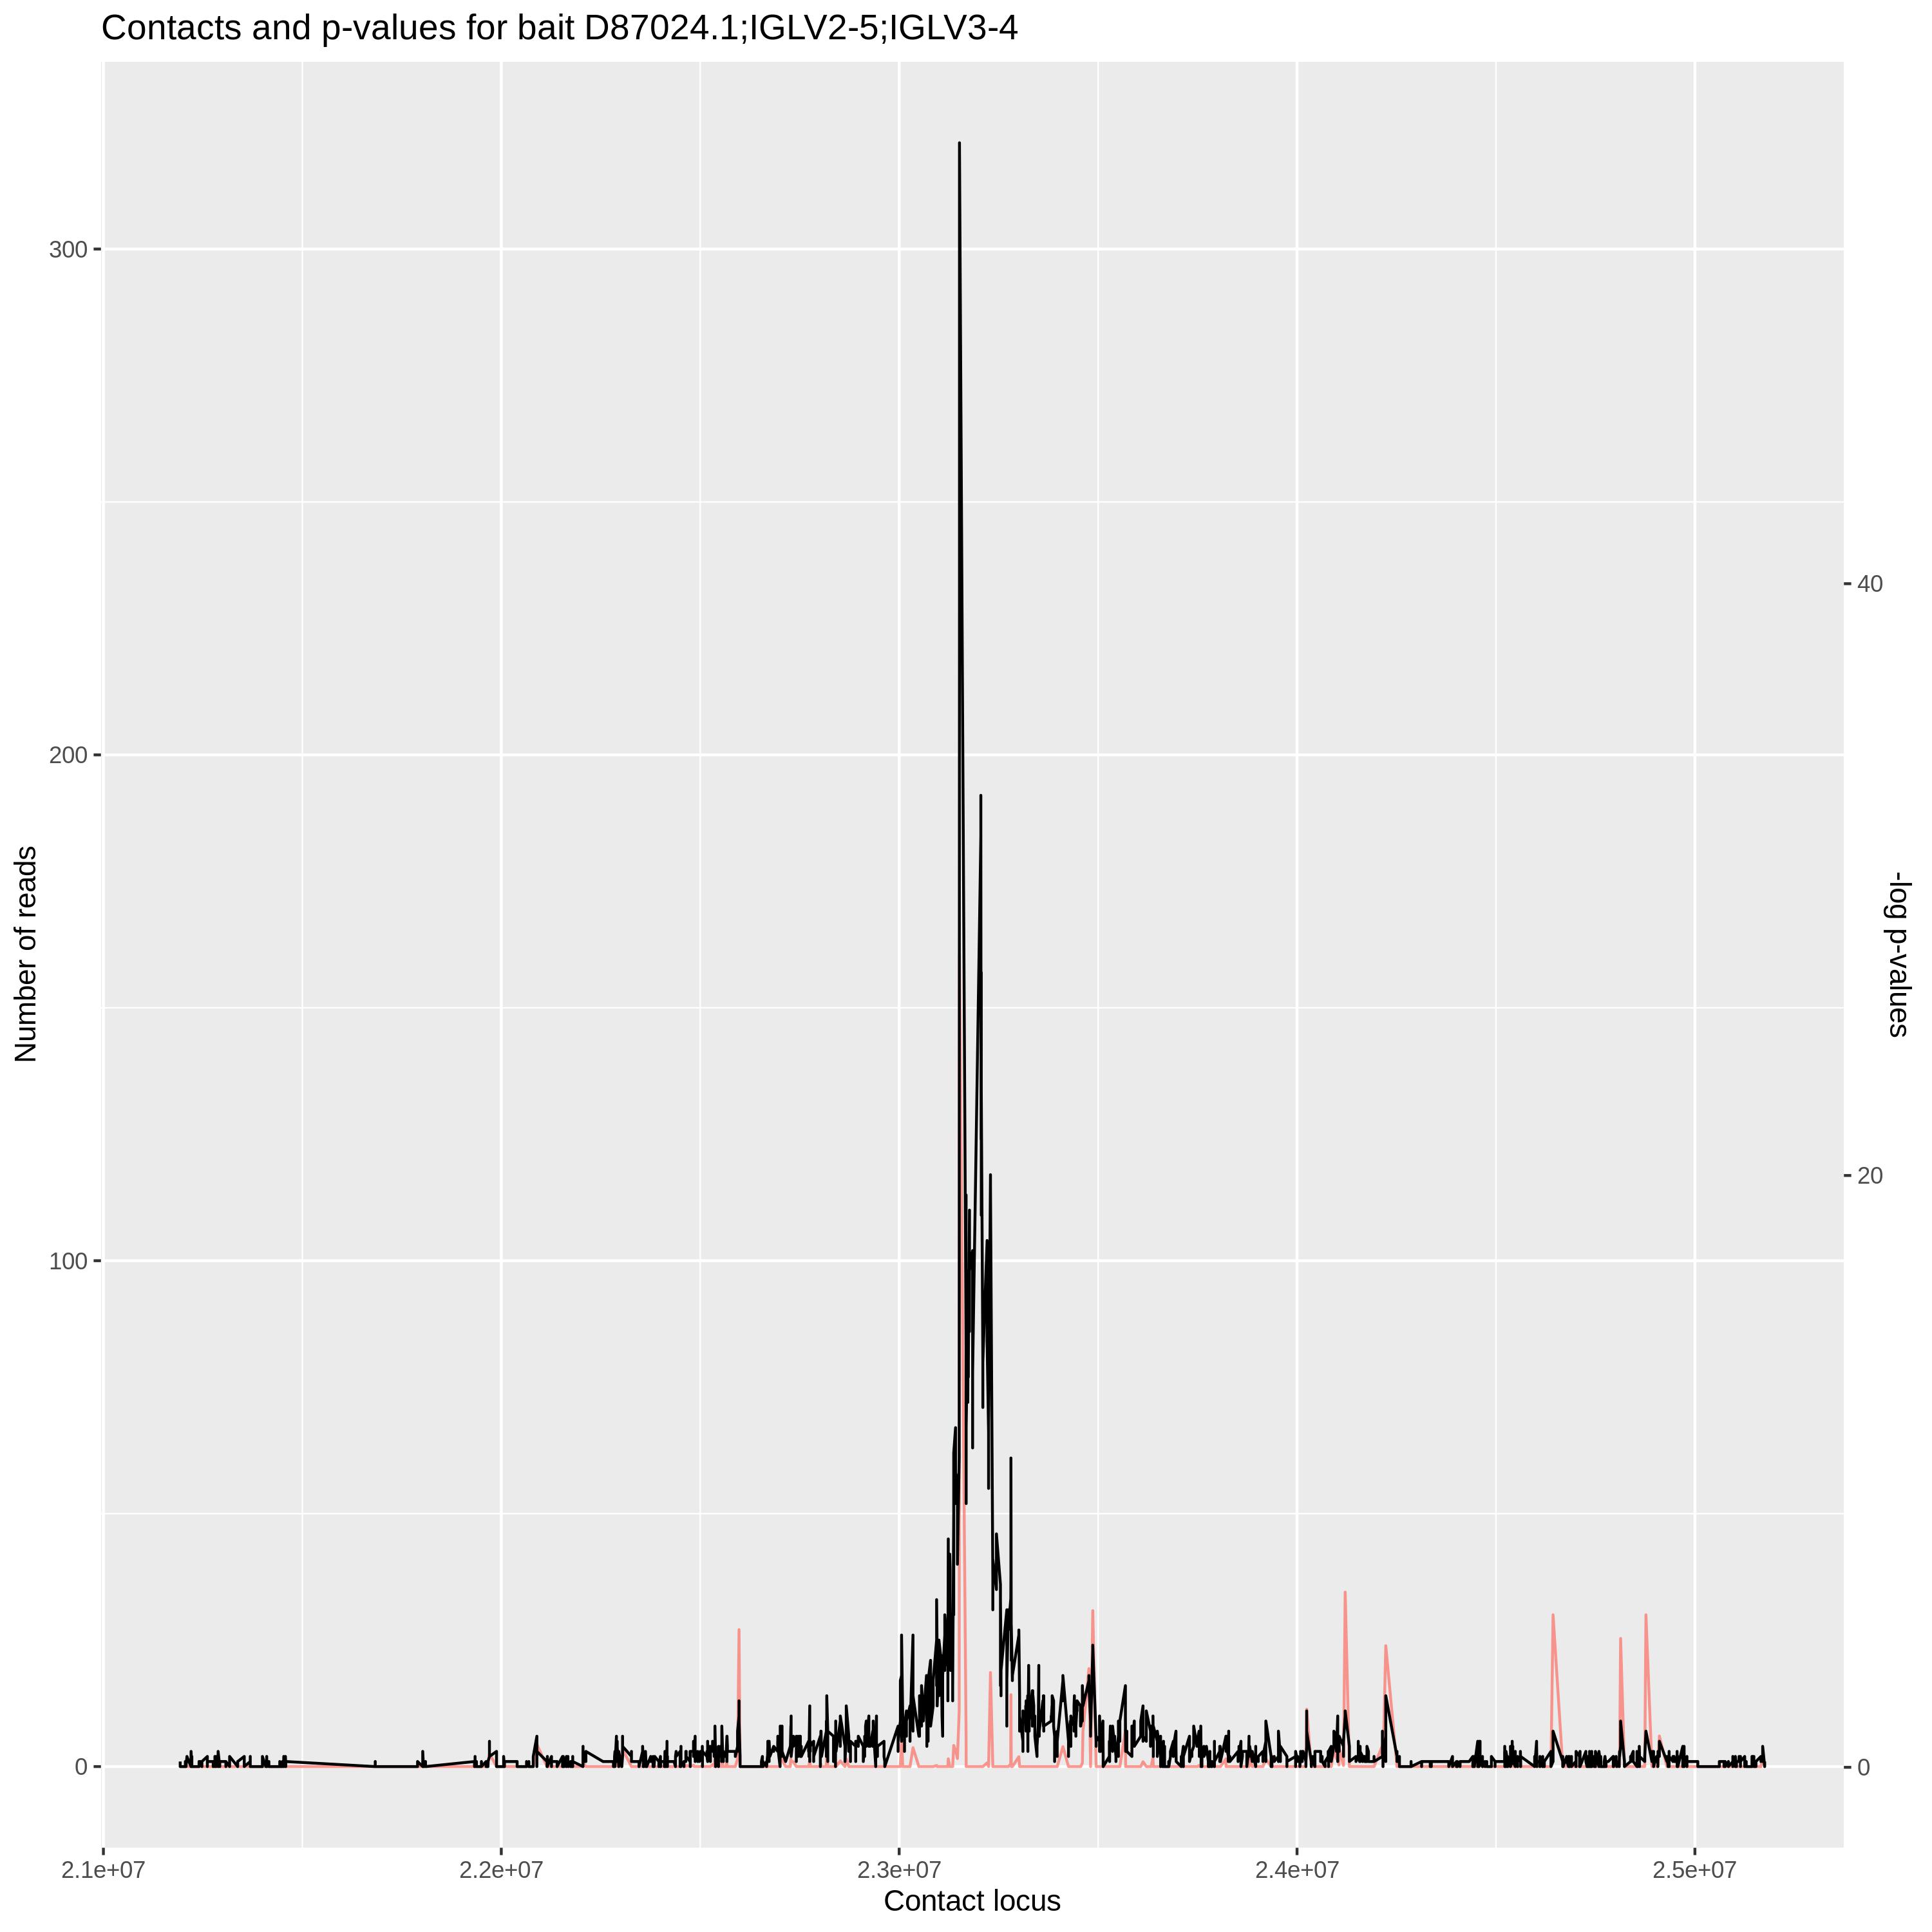 Contacts and p-values for bait D87024.1;IGLV2-5;IGLV3-4
300
200
100
0
Number of reads
40
20
0
-log p-values
2.1e+07 2.2e+07 2.3e+07 2.4e+07 2.5e+07
Contact locus